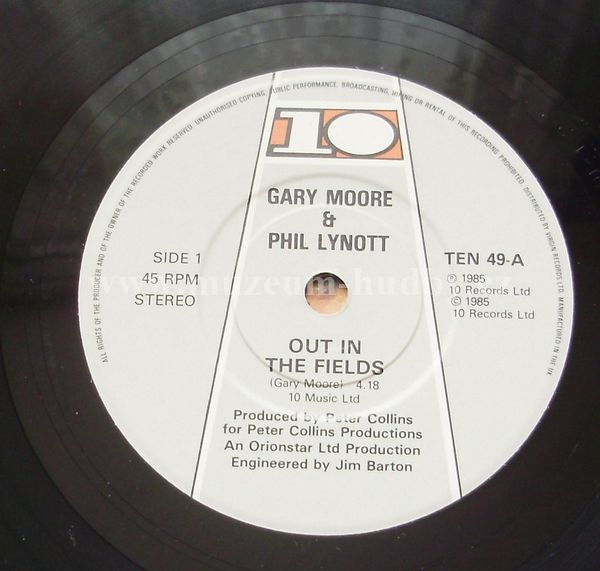 ALL RIGHTS OF THE PRODUCER AND OF THE OWNER OF THE RECORDED WORK RESERVED. UNAUTHORISED COPYING, PUBLIC PERFORMANCE, BROADCASTING, HIRING OR RENTAL OF THIS RECORDING PROHIBITED. DISTRIBUTED BY VIRGIN RECORDS LTD. MANUFACTURED IN THE UK
10
GARY MOORE
&
PHIL LYNOTT
SIDE 1
45 RPM
STEREO
TEN 49-A
℗ 1985
10 Records Ltd
© 1985
10 Records Ltd
www.muzeum-hudby.cz
OUT IN
THE FIELDS
(Gary Moore) 4.18
10 Music Ltd
Produced by Peter Collins
for Peter Collins Productions
An Orionstar Ltd Production
Engineered by Jim Barton